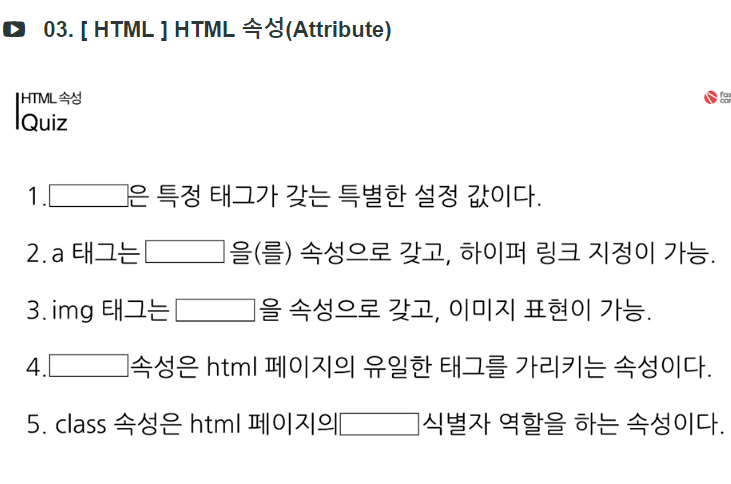 03. [ HTML ] HTML 속성(Attribute)
HTML 속성
Quiz
fas
cam
1. 은 특정 태그가 갖는 특별한 설정 값이다.
2. a 태그는 을(를) 속성으로 갖고, 하이퍼 링크 지정이 가능.
3. img 태그는 을 속성으로 갖고, 이미지 표현이 가능.
4. 속성은 html 페이지의 유일한 태그를 가리키는 속성이다.
5. class 속성은 html 페이지의 식별자 역할을 하는 속성이다.